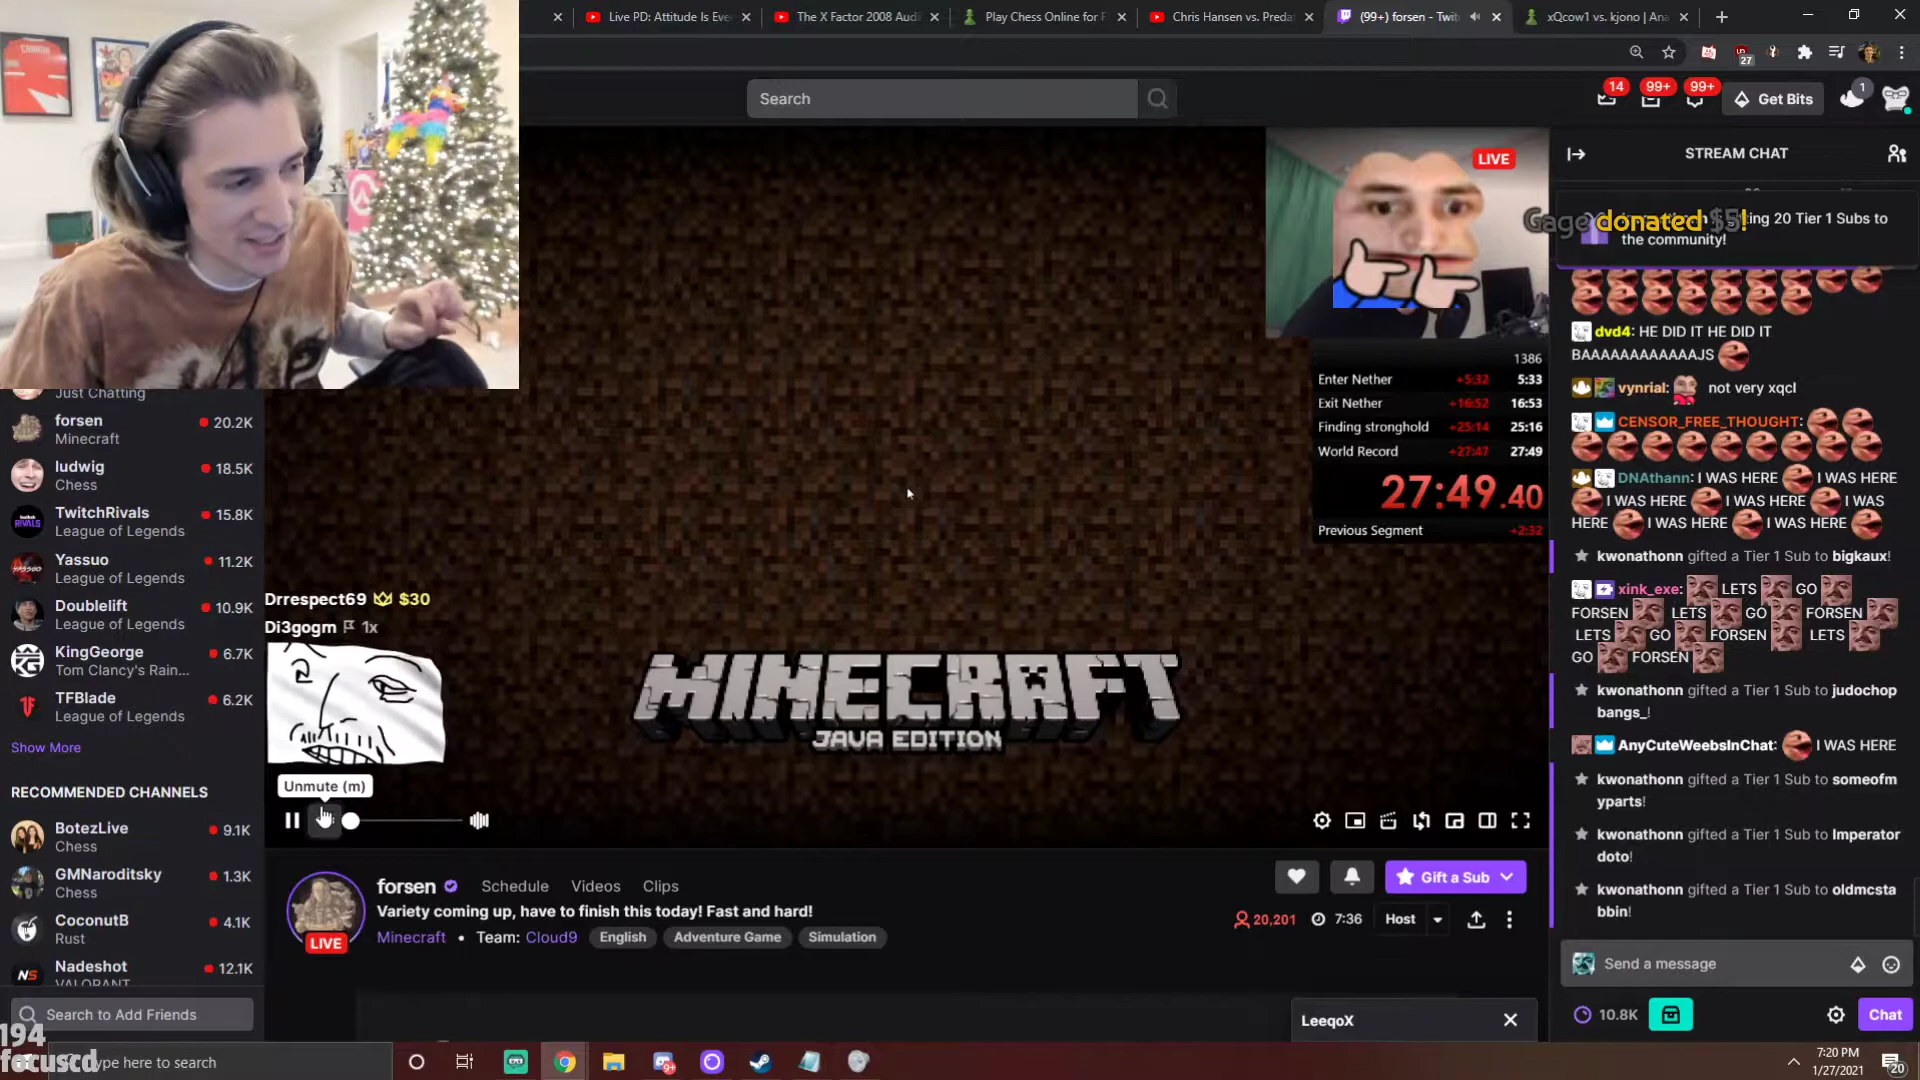 Live PD: Attitude Is Eve
The X Factor 2008 Audi
Play Chess Online for F
Chris Hansen vs. Preda
(99+) forsen - Twit
xQcow1 vs. kjono | Ana
27
Search
14
99+
99+
Get Bits
1
CANADA
LIVE
STREAM CHAT
Gage donated $5!
ing 20 Tier 1 Subs to
the community!
dvd4: HE DID IT HE DID IT
BAAAAAAAAAAAJS
vynrial: not very xqcl
CENSOR_FREE_THOUGHT:
DNAthann: I WAS HERE
I WAS HERE I WAS HERE I WAS
HERE I WAS HERE I WAS HERE
kwonathonn gifted a Tier 1 Sub to bigkaux!
xink_exe: LETS GO
FORSEN LETS GO FORSEN
LETS GO FORSEN LETS
GO FORSEN
kwonathonn gifted a Tier 1 Sub to judochop
bangs_!
AnyCuteWeebsInChat: I WAS HERE
kwonathonn gifted a Tier 1 Sub to someofm
yparts!
kwonathonn gifted a Tier 1 Sub to Imperator
doto!
kwonathonn gifted a Tier 1 Sub to oldmcsta
bbin!
Send a message
10.8K
Chat
1386
Enter Nether +5:32 5:33
Exit Nether +16:52 16:53
Finding stronghold +25:14 25:16
World Record +27:47 27:49
27:49.40
Previous Segment +2:32
Just Chatting
forsen 20.2K
Minecraft
ludwig 18.5K
Chess
TwitchRivals 15.8K
League of Legends
Yassuo 11.2K
League of Legends
Doublelift 10.9K
League of Legends
KingGeorge 6.7K
Tom Clancy's Rain...
TFBlade 6.2K
League of Legends
Show More
RECOMMENDED CHANNELS
BotezLive 9.1K
Chess
GMNaroditsky 1.3K
Chess
CoconutB 4.1K
Rust
Nadeshot 12.1K
VALORANT
Search to Add Friends
Drrespect69 $30
Di3gogm 1x
Unmute (m)
MINECRAFT
JAVA EDITION
forsen Schedule Videos Clips
Gift a Sub
Variety coming up, have to finish this today! Fast and hard!
LIVE
Minecraft • Team: Cloud9 English Adventure Game Simulation
20,201 7:36 Host
LeeqoX
194
focuscd
ype here to search
9+
7:20 PM
1/27/2021
20